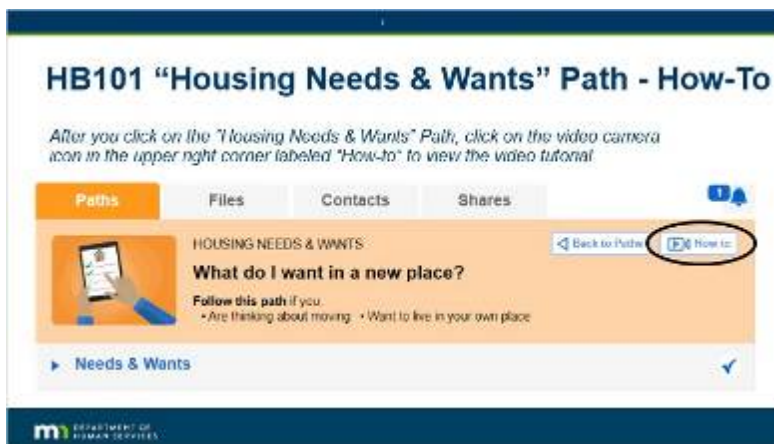 HB101 “Housing Needs & Wants” Path - How-To
After you click on the "Housing Needs & Wants" Path, click on the video camera
icon in the upper right corner labeled "How-to" to view the video tutorial
Paths
Files
Contacts
Shares
1
HOUSING NEEDS & WANTS
Back to Paths
How to
What do I want in a new place?
Follow this path if you:
• Are thinking about moving • Want to live in your own place
Needs & Wants
mn DEPARTMENT OF
HUMAN SERVICES